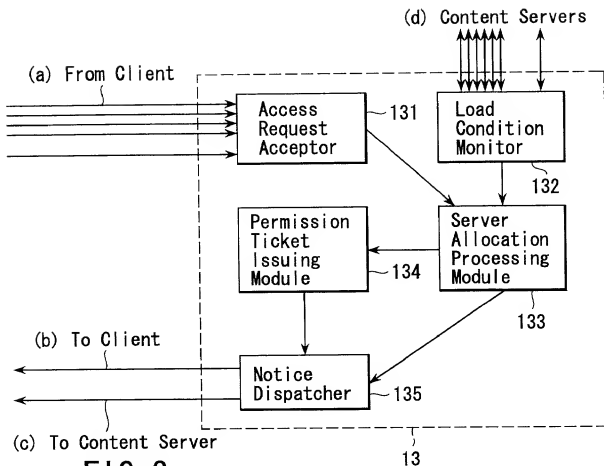 (d) Content Servers
(a) From Client
Access
Request
Acceptor
131
Load
Condition
Monitor
132
Permission
Ticket
Issuing
Module
134
Server
Allocation
Processing
Module
133
(b) To Client
Notice
Dispatcher
135
(c) To Content Server
13